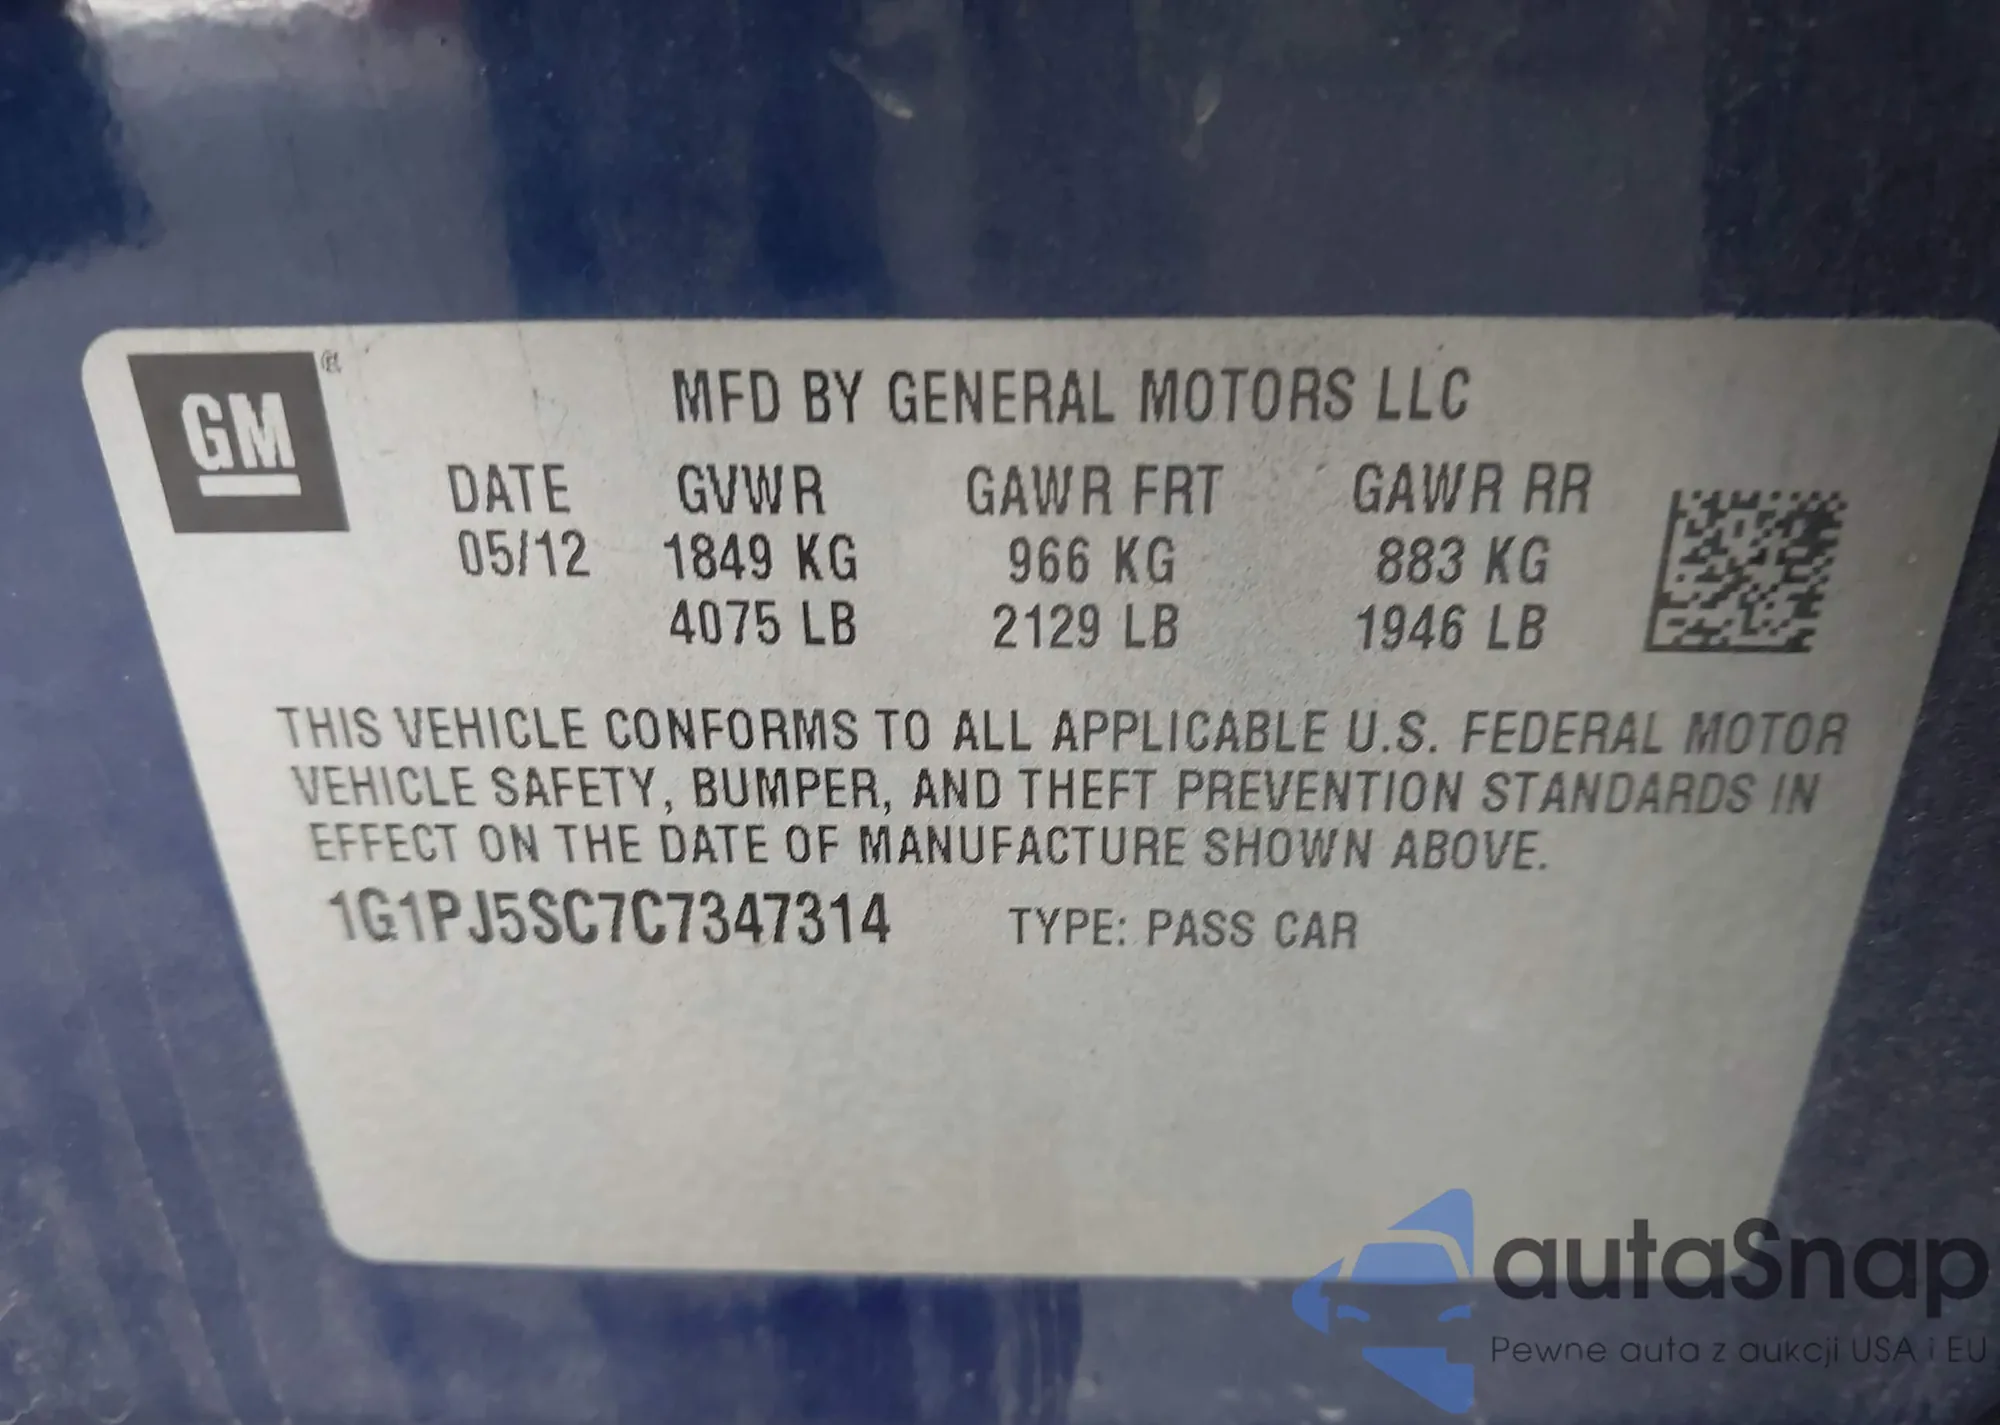 GM
®
MFD BY GENERAL MOTORS LLC
DATE GVWR GAWR FRT GAWR RR
05/12 1849 KG 966 KG 883 KG
4075 LB 2129 LB 1946 LB
THIS VEHICLE CONFORMS TO ALL APPLICABLE U.S. FEDERAL MOTOR
VEHICLE SAFETY, BUMPER, AND THEFT PREVENTION STANDARDS IN
EFFECT ON THE DATE OF MANUFACTURE SHOWN ABOVE.
1G1PJ5SC7C7347314 TYPE: PASS CAR
autaSnap
Pewne auta z aukcji USA i EU